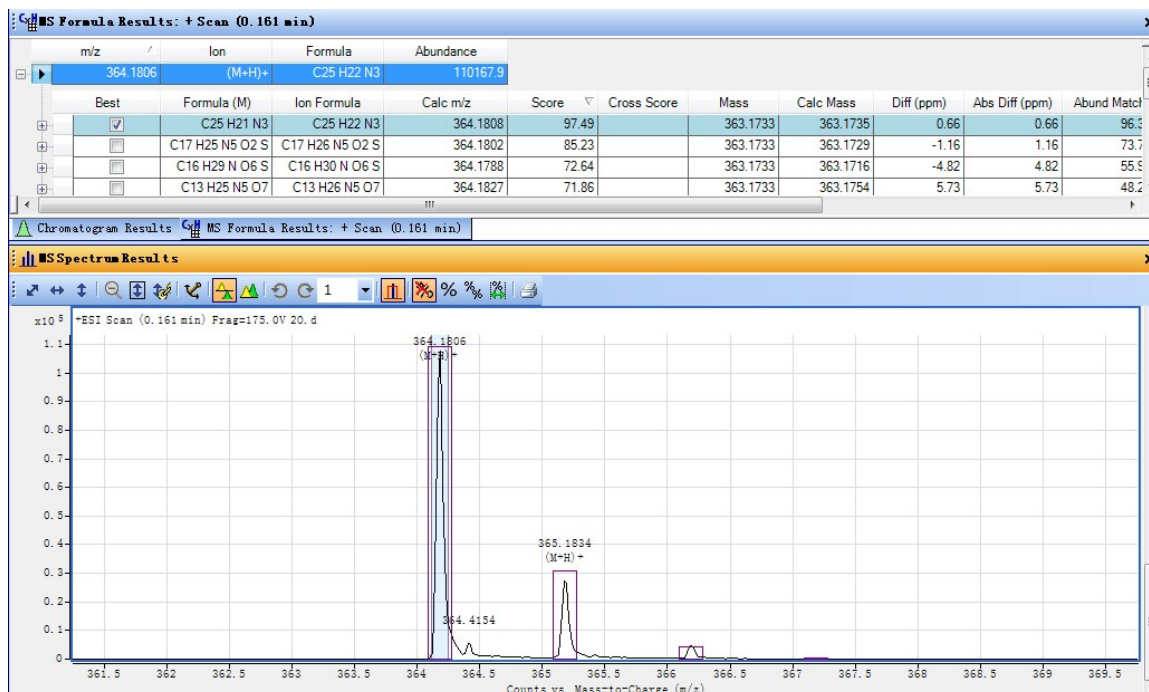 MS Formula Results: + Scan (0.161 min)
m/z Ion Formula Abundance
364.1806 (M+H)+ C25 H22 N3 110167.9
Best Formula (M) Ion Formula Calc m/z Score Cross Score Mass Calc Mass Diff (ppm) Abs Diff (ppm) Abund Match
C25 H21 N3 C25 H22 N3 364.1808 97.49 363.1733 363.1735 0.66 0.66 96.3
C17 H25 N5 O2 S C17 H26 N5 O2 S 364.1802 85.23 363.1733 363.1729 -1.16 1.16 73.7
C16 H29 N O6 S C16 H30 N O6 S 364.1788 72.64 363.1733 363.1716 -4.82 4.82 55.9
C13 H25 N5 O7 C13 H26 N5 O7 364.1827 71.86 363.1733 363.1754 5.73 5.73 48.2
Chromatogram Results MS Formula Results: + Scan (0.161 min)
MS Spectrum Results
1 % %
x10 5 +ESI Scan (0.161 min) Frag=175.0V 20.d
364.1806
(M+H)+
1.1
1
0.9
0.8
0.7
0.6
0.5
0.4
365.1834
(M+H)+
0.3
0.2
364.4154
0.1
0
361.5 362 362.5 363 363.5 364 364.5 365 365.5 366 366.5 367 367.5 368 368.5 369 369.5
Counts vs. Mass-to-Charge (m/z)